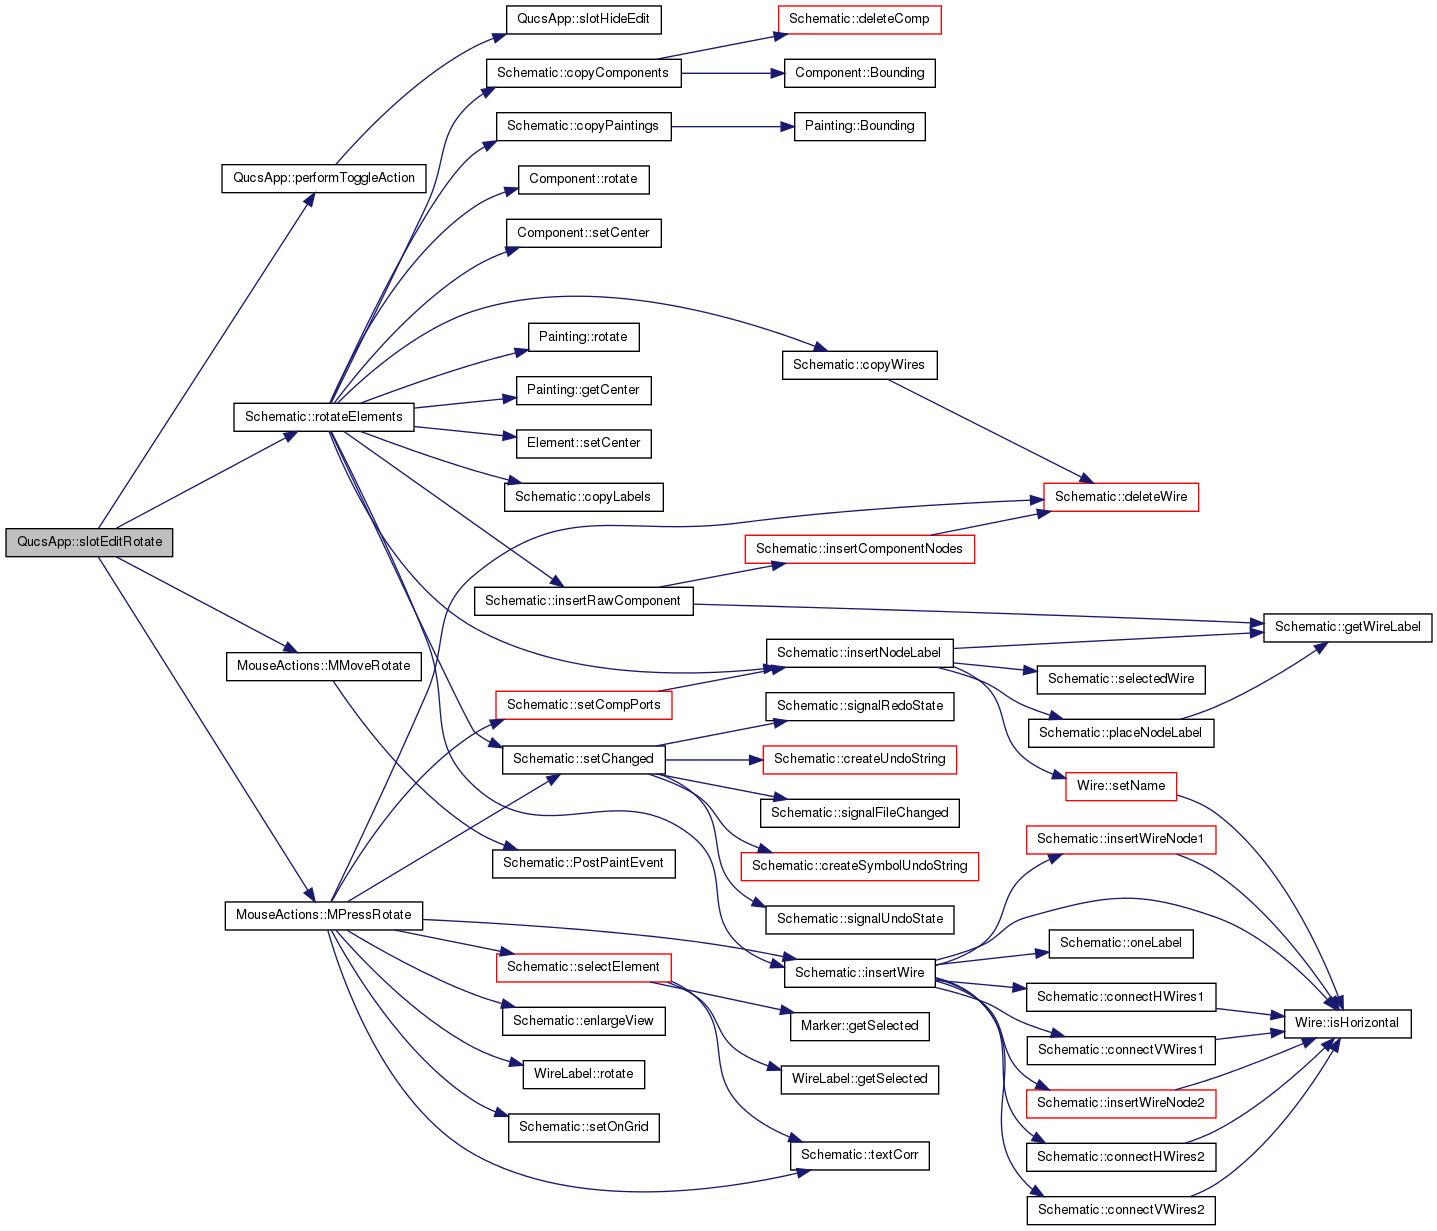 QucsApp::slotEditRotate
QucsApp::performToggleAction
Schematic::rotateElements
MouseActions::MMoveRotate
MouseActions::MPressRotate
QucsApp::slotHideEdit
Schematic::copyComponents
Schematic::copyPaintings
Component::rotate
Component::setCenter
Painting::rotate
Painting::getCenter
Element::setCenter
Schematic::copyLabels
Schematic::insertRawComponent
Schematic::setCompPorts
Schematic::setChanged
Schematic::PostPaintEvent
Schematic::selectElement
Schematic::enlargeView
WireLabel::rotate
Schematic::setOnGrid
Schematic::deleteComp
Component::Bounding
Painting::Bounding
Schematic::copyWires
Schematic::insertComponentNodes
Schematic::insertNodeLabel
Schematic::signalRedoState
Schematic::createUndoString
Schematic::signalFileChanged
Schematic::createSymbolUndoString
Schematic::signalUndoState
Schematic::insertWire
Marker::getSelected
WireLabel::getSelected
Schematic::textCorr
Schematic::deleteWire
Schematic::selectedWire
Schematic::placeNodeLabel
Wire::setName
Schematic::insertWireNode1
Schematic::oneLabel
Schematic::connectHWires1
Schematic::connectVWires1
Schematic::insertWireNode2
Schematic::connectHWires2
Schematic::connectVWires2
Schematic::getWireLabel
Wire::isHorizontal